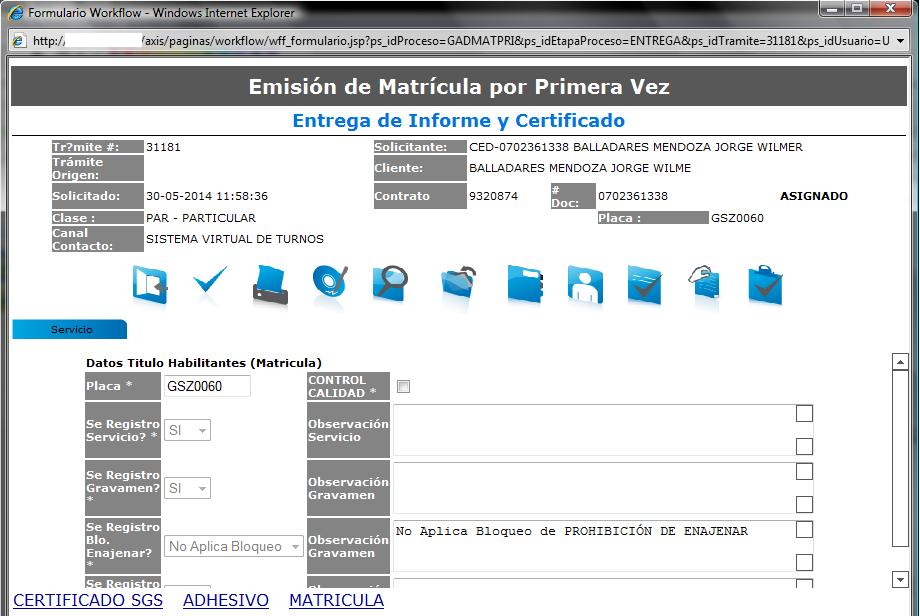 Formulario Workflow - Windows Internet Explorer
http:/ /axis/paginas/workflow/wff_formulario.jsp?ps_idProceso=GADMATPRI&ps_idEtapaProceso=ENTREGA&ps_idTramite=31181&ps_idUsuario=U
Emisión de Matrícula por Primera Vez
Entrega de Informe y Certificado
Tr?mite #: 31181 Solicitante: CED-0702361338 BALLADARES MENDOZA JORGE WILMER
Trámite Origen: Cliente: BALLADARES MENDOZA JORGE WILME
Solicitado: 30-05-2014 11:58:36 Contrato 9320874 # Doc: 0702361338 ASIGNADO
Clase : PAR - PARTICULAR Placa : GSZ0060
Canal Contacto: SISTEMA VIRTUAL DE TURNOS
Servicio
Datos Titulo Habilitantes (Matricula)
Placa * GSZ0060 CONTROL CALIDAD *
Se Registro Servicio? * SI Observación Servicio
Se Registro Gravamen? * SI Observación Gravamen
Se Registro Blo. Enajenar? * No Aplica Bloqueo Observación Gravamen No Aplica Bloqueo de PROHIBICIÓN DE ENAJENAR
Se Registro
CERTIFICADO SGS ADHESIVO MATRICULA